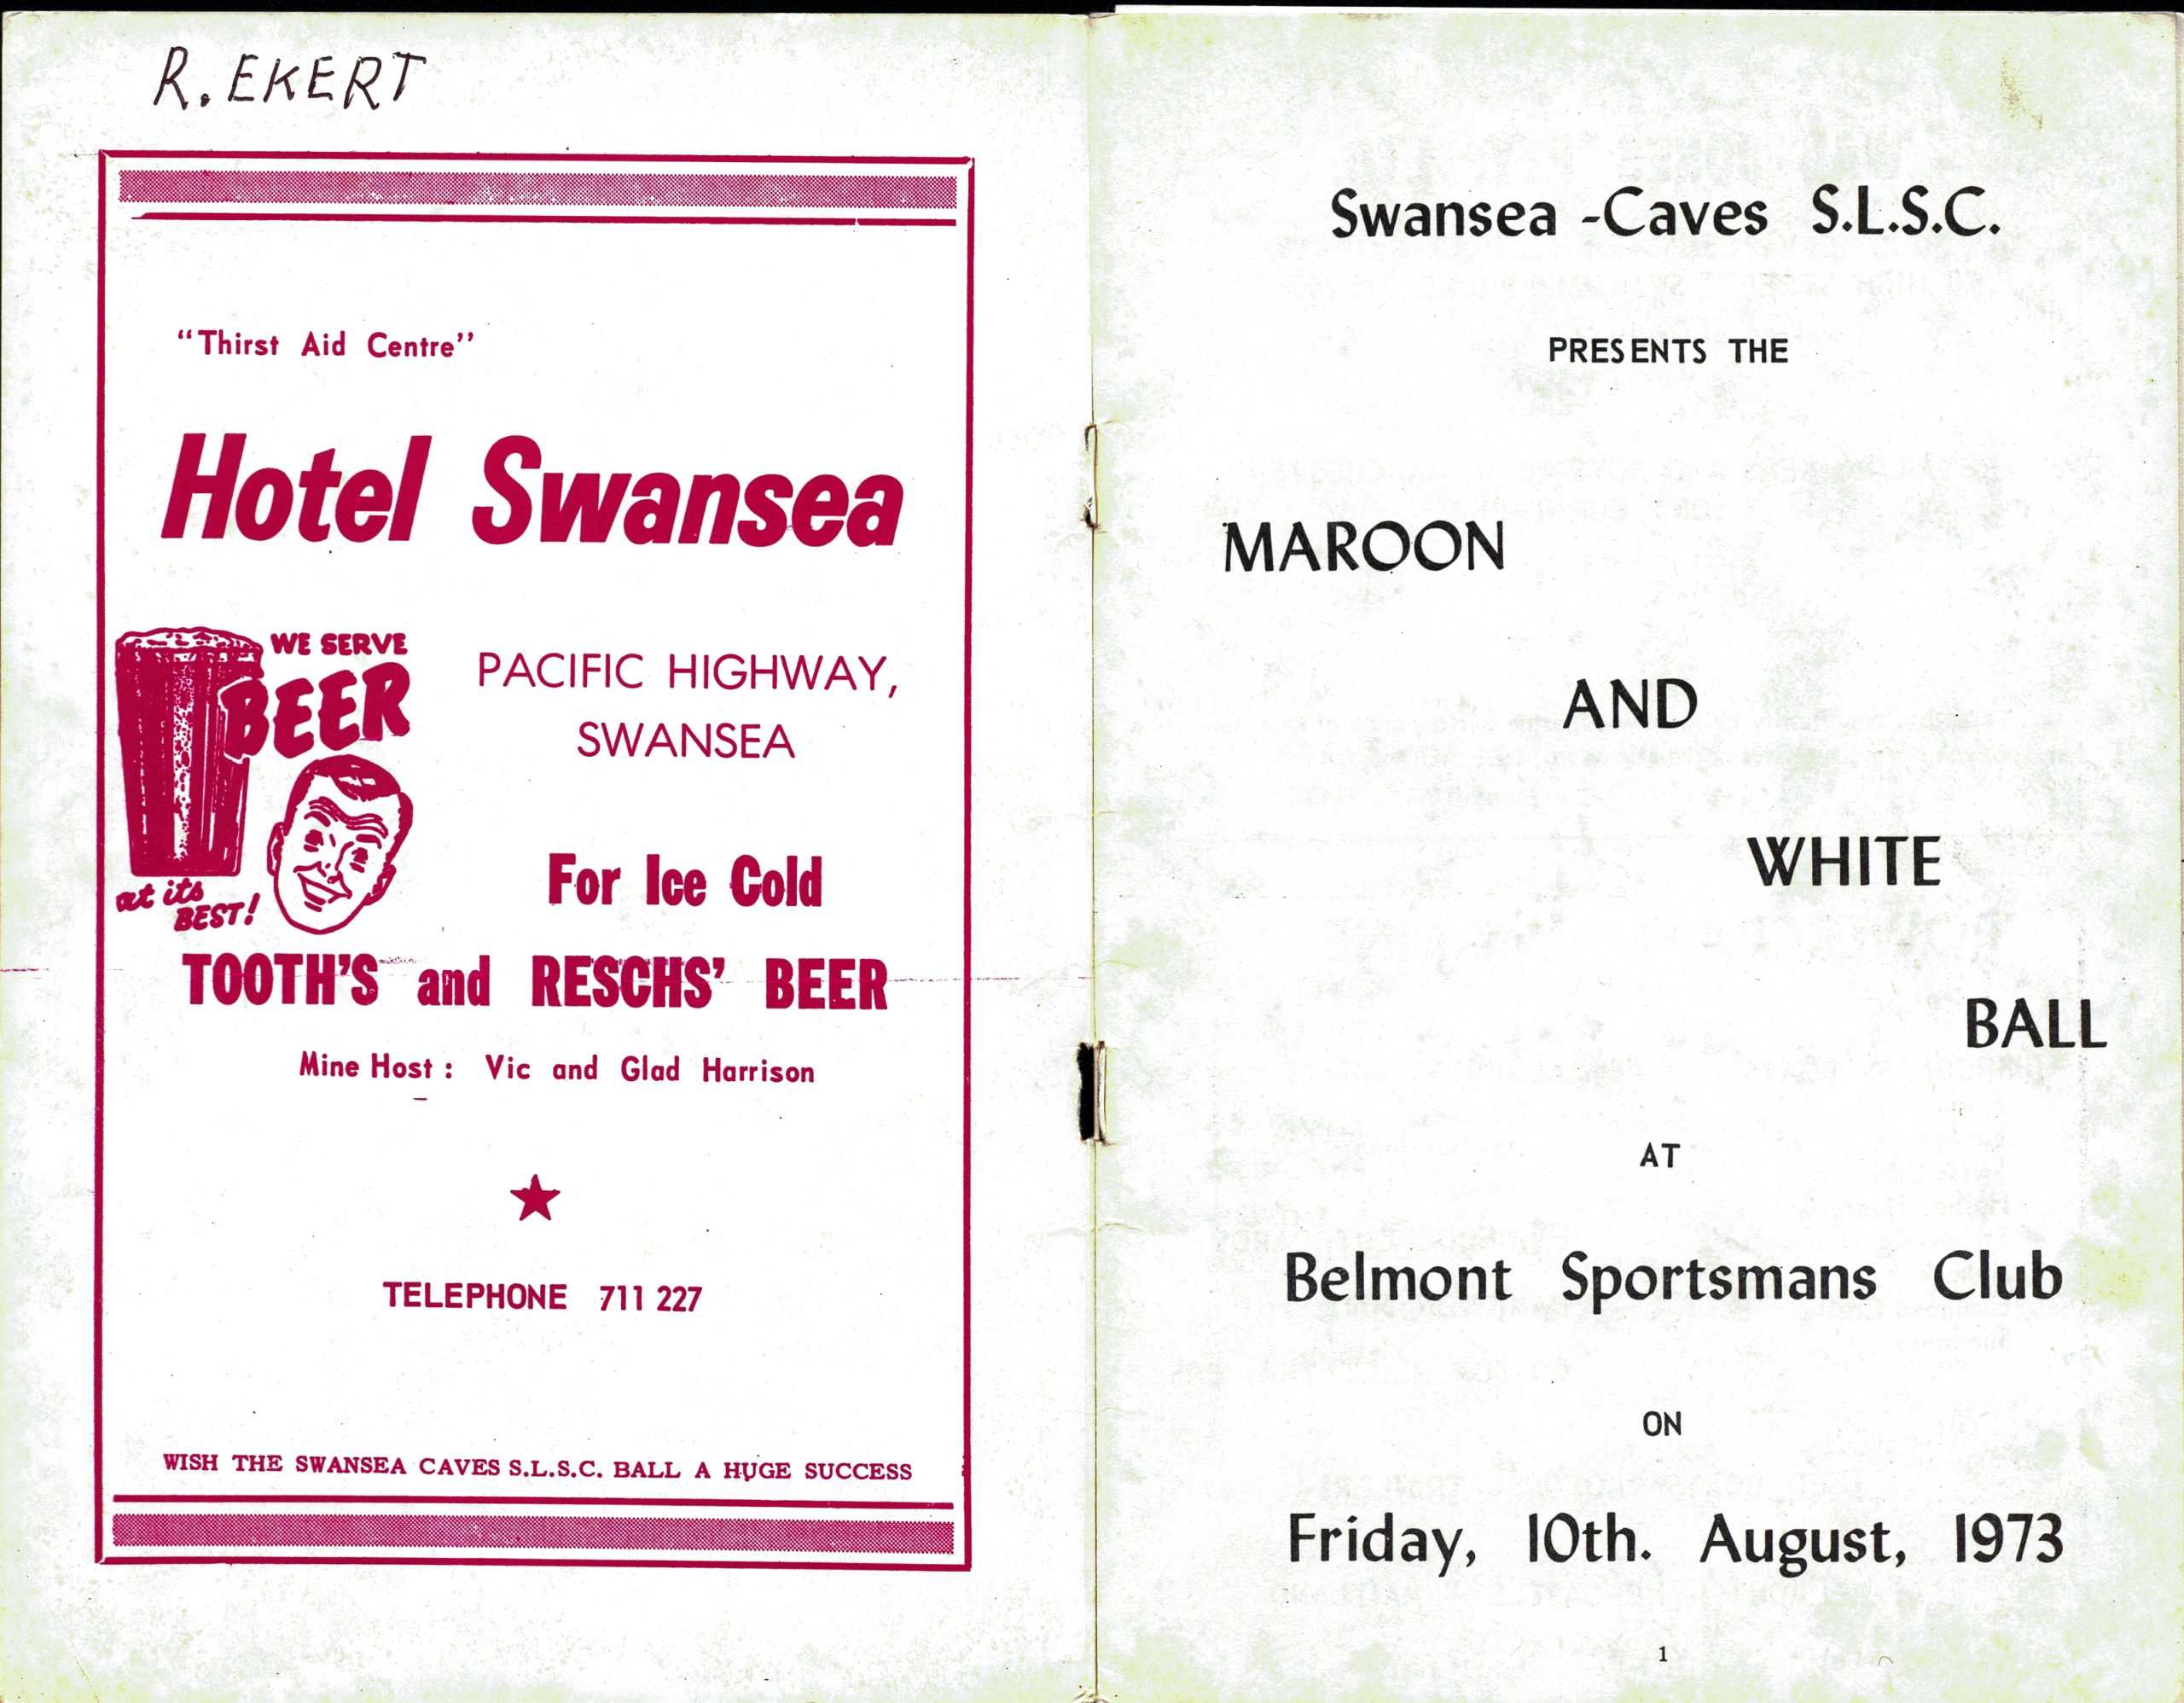 R. EKERT
"Thirst Aid Centre"
Hotel Swansea
WE SERVE
BEER
at its
BEST!
PACIFIC HIGHWAY,
SWANSEA
For Ice Cold
TOOTH'S and RESCHS' BEER
Mine Host : Vic and Glad Harrison
TELEPHONE 711 227
WISH THE SWANSEA CAVES S.L.S.C. BALL A HUGE SUCCESS
Swansea -Caves S.L.S.C.
PRESENTS THE
MAROON
AND
WHITE
BALL
AT
Belmont Sportsmans Club
ON
Friday, 10th. August, 1973
1